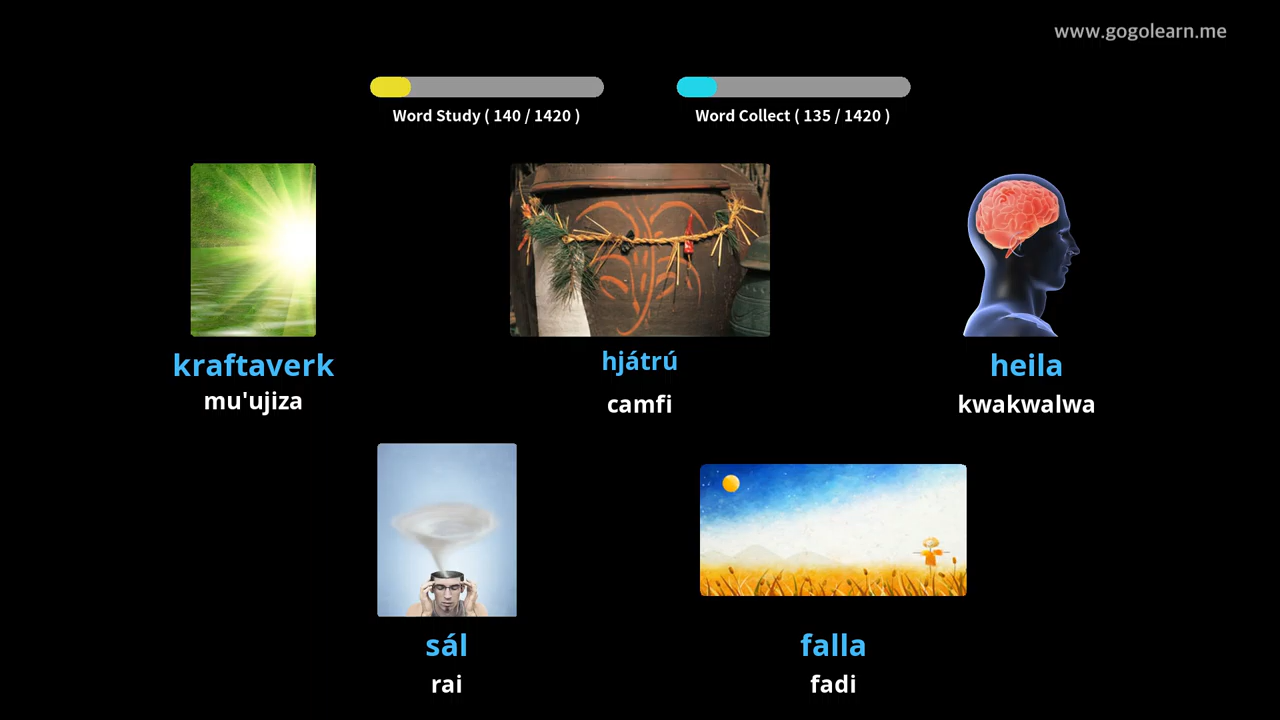 www.gogolearn.me
Word Study ( 140 / 1420 )
Word Collect ( 135 / 1420 )
kraftaverk
mu'ujiza
hjátrú
camfi
heila
kwakwalwa
sál
rai
falla
fadi